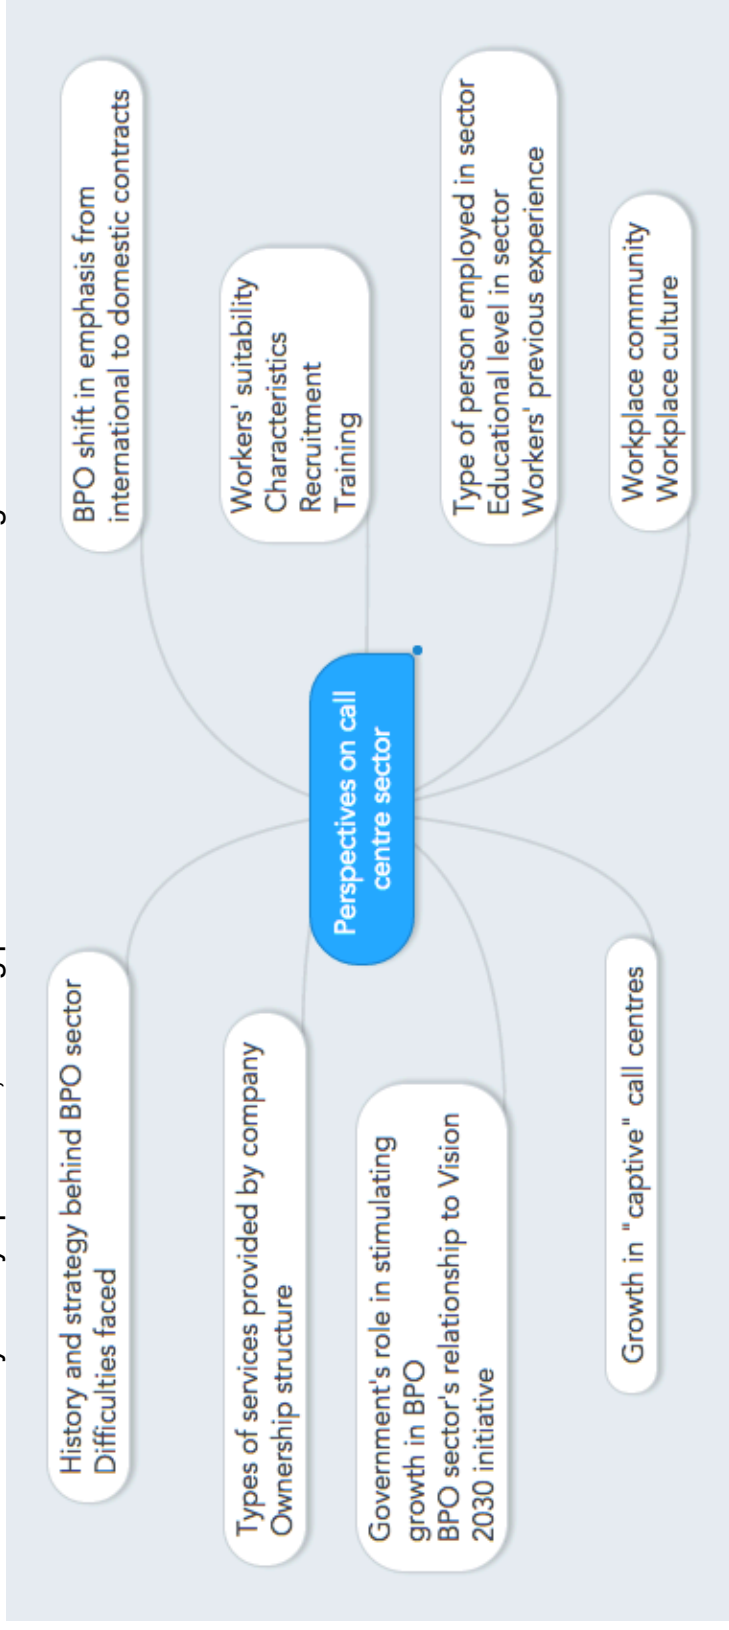 History and strategy behind BPO sector
Difficulties faced
Types of services provided by company
Ownership structure
Government's role in stimulating
growth in BPO
BPO sector's relationship to Vision
2030 initiative
Growth in "captive" call centres
Perspectives on call
centre sector
BPO shift in emphasis from
international to domestic contracts
Workers' suitability
Characteristics
Recruitment
Training
Type of person employed in sector
Educational level in sector
Workers' previous experience
Workplace community
Workplace culture